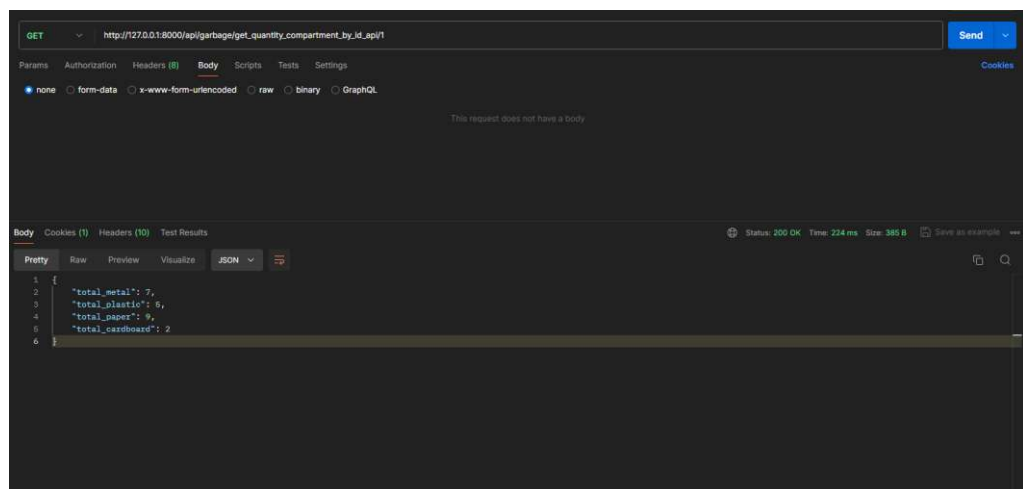 GET http://127.0.0.1:8000/api/garbage/get_quantity_compartment_by_id_api/1 Send
Params Authorization Headers (8) Body Scripts Tests Settings Cookies
none form-data x-www-form-urlencoded raw binary GraphQL
This request does not have a body
Body Cookies (1) Headers (10) Test Results Status: 200 OK Time: 224 ms Size: 385 B Save as example
Pretty Raw Preview Visualize JSON
1 {
2 "total_metal": 7,
3 "total_plastic": 5,
4 "total_paper": 9,
5 "total_cardboard": 2
6 }